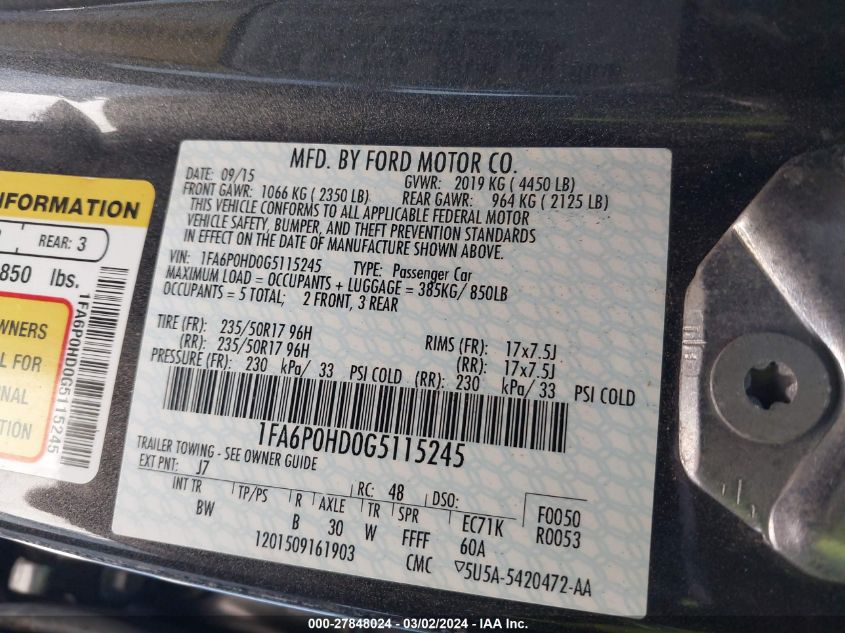 INFORMATION
REAR: 3
850 lbs.
OWNERS
L FOR
NAL
N
1FA6P0HD0G5115245
MFD. BY FORD MOTOR CO.
DATE: 09/15 GVWR: 2019 KG ( 4450 LB)
FRONT GAWR: 1066 KG ( 2350 LB) REAR GAWR: 964 KG ( 2125 LB)
THIS VEHICLE CONFORMS TO ALL APPLICABLE FEDERAL MOTOR
VEHICLE SAFETY, BUMPER, AND THEFT PREVENTION STANDARDS
IN EFFECT ON THE DATE OF MANUFACTURE SHOWN ABOVE.
VIN: 1FA6P0HD0G5115245 TYPE: Passenger Car
MAXIMUM LOAD = OCCUPANTS + LUGGAGE = 385KG/ 850LB
OCCUPANTS = 5 TOTAL; 2 FRONT, 3 REAR
TIRE (FR): 235/50R17 96H RIMS (FR): 17x7.5J
(RR): 235/50R17 96H (RR): 17x7.5J
PRESSURE (FR): 230 kPa/ 33 PSI COLD (RR): 230 kPa/ 33 PSI COLD
1FA6P0HD0G5115245
TRAILER TOWING - SEE OWNER GUIDE
EXT PNT: J7 RC: 48 DSO: F0050
INT TR TP/PS R AXLE TR SPR EC71K R0053
BW B 30 W FFFF 60A
1201509161903 CMC ▽5U5A-5420472-AA
000-27848024 — 03/02/2024 — IAA Inc.